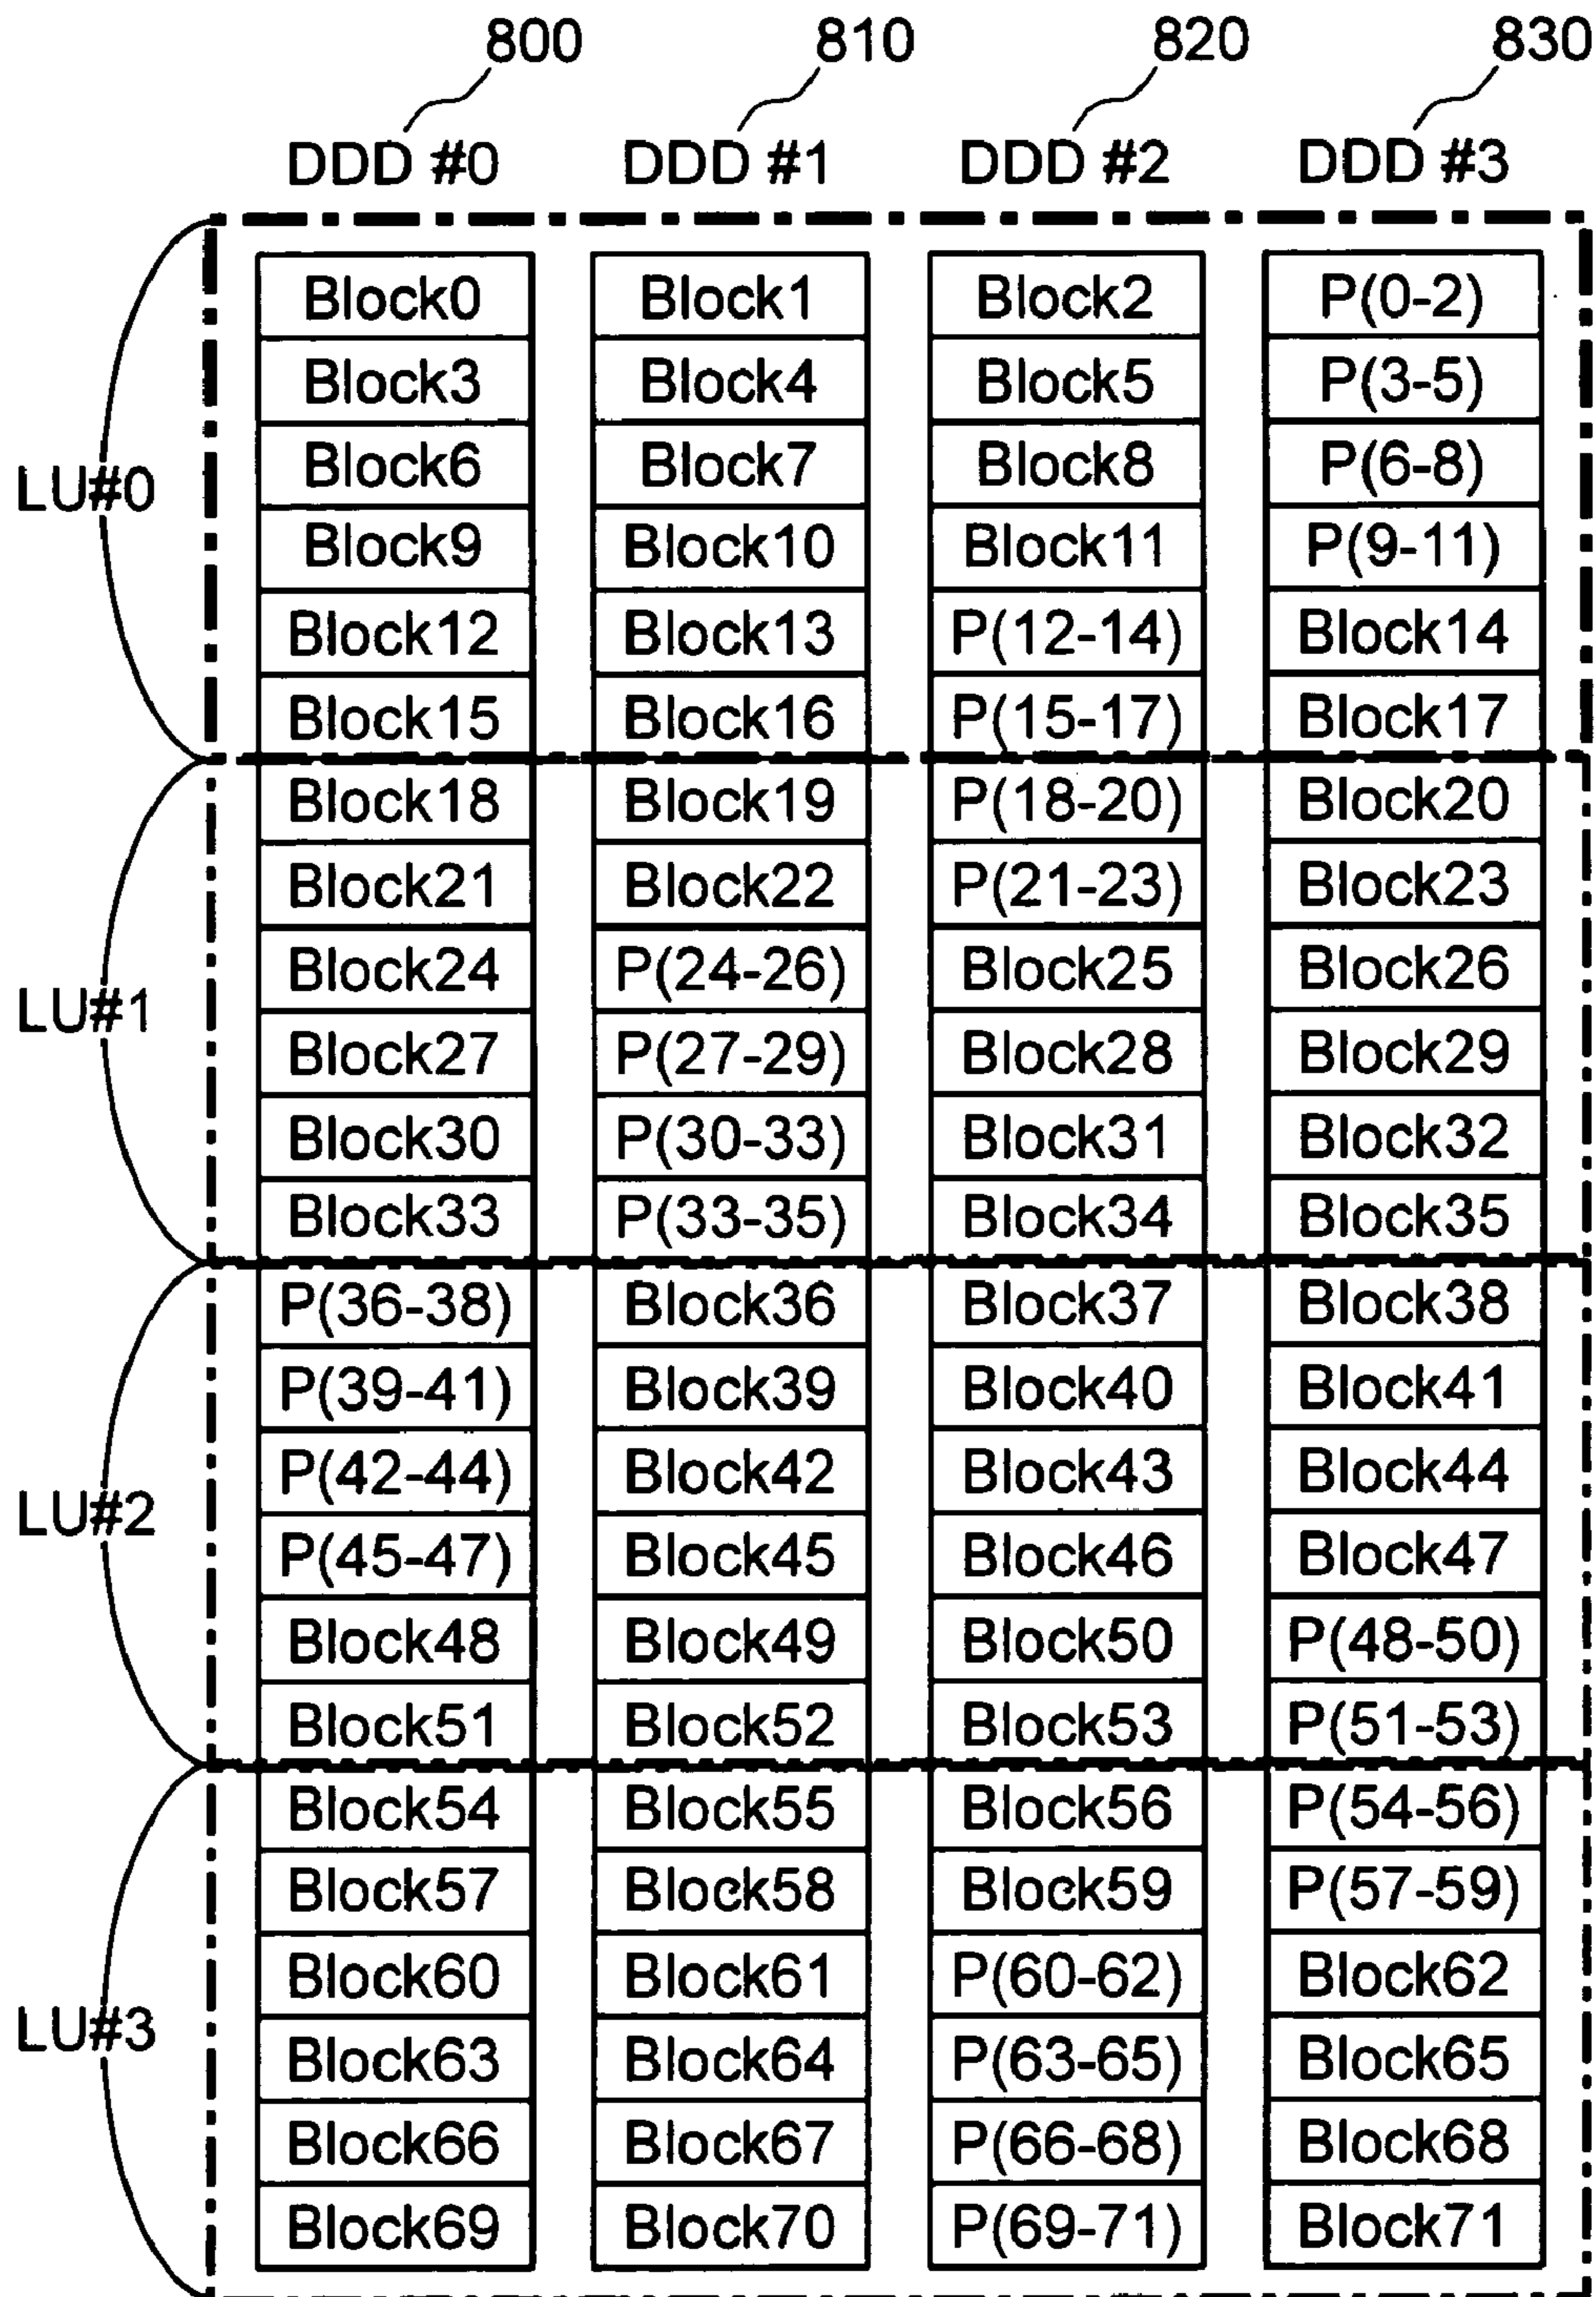 800 810 820 830
DDD #0 DDD #1 DDD #2 DDD #3
Block0 Block1 Block2 P(0-2)
Block3 Block4 Block5 P(3-5)
LU#0 Block6 Block7 Block8 P(6-8)
Block9 Block10 Block11 P(9-11)
Block12 Block13 P(12-14) Block14
Block15 Block16 P(15-17) Block17
Block18 Block19 P(18-20) Block20
Block21 Block22 P(21-23) Block23
Block24 P(24-26) Block25 Block26
LU#1 Block27 P(27-29) Block28 Block29
Block30 P(30-33) Block31 Block32
Block33 P(33-35) Block34 Block35
P(36-38) Block36 Block37 Block38
P(39-41) Block39 Block40 Block41
P(42-44) Block42 Block43 Block44
LU#2 P(45-47) Block45 Block46 Block47
Block48 Block49 Block50 P(48-50)
Block51 Block52 Block53 P(51-53)
Block54 Block55 Block56 P(54-56)
Block57 Block58 Block59 P(57-59)
Block60 Block61 P(60-62) Block62
LU#3 Block63 Block64 P(63-65) Block65
Block66 Block67 P(66-68) Block68
Block69 Block70 P(69-71) Block71